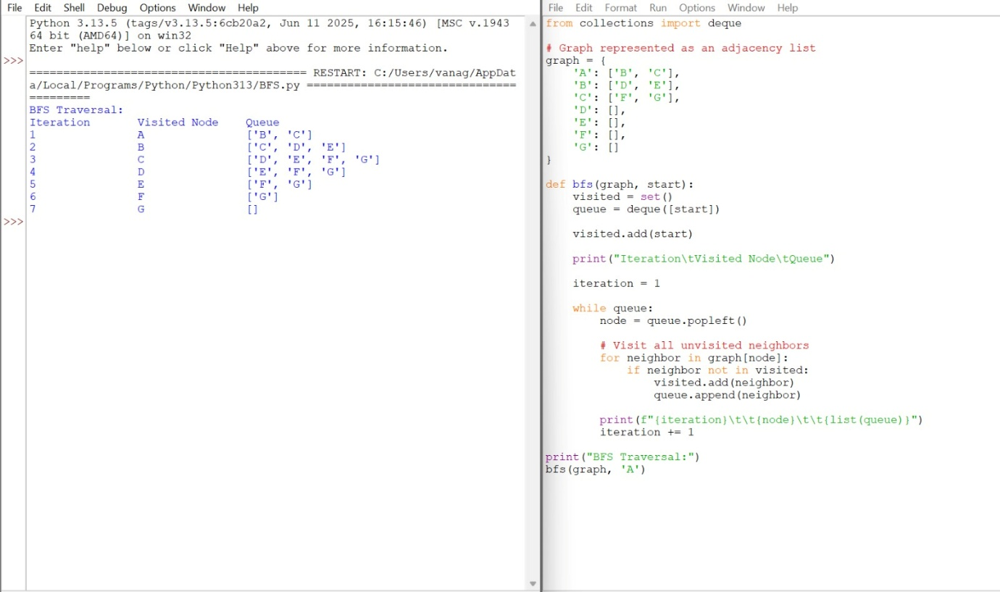 File Edit Shell Debug Options Window Help
Python 3.13.5 (tags/v3.13.5:6cb20a2, Jun 11 2025, 16:15:46) [MSC v.1943
64 bit (AMD64)] on win32
Enter "help" below or click "Help" above for more information.
>>>
========================================= RESTART: C:/Users/vanag/AppDat
a/Local/Programs/Python/Python313/BFS.py ===============================
=========
BFS Traversal:
Iteration	Visited Node	Queue
1		A		['B', 'C']
2		B		['C', 'D', 'E']
3		C		['D', 'E', 'F', 'G']
4		D		['E', 'F', 'G']
5		E		['F', 'G']
6		F		['G']
7		G		[]
>>>
File Edit Format Run Options Window Help
from collections import deque
# Graph represented as an adjacency list
graph = {
    'A': ['B', 'C'],
    'B': ['D', 'E'],
    'C': ['F', 'G'],
    'D': [],
    'E': [],
    'F': [],
    'G': []
}
def bfs(graph, start):
    visited = set()
    queue = deque([start])
    visited.add(start)
    print("Iteration\tVisited Node\tQueue")
    iteration = 1
    while queue:
        node = queue.popleft()
        # Visit all unvisited neighbors
        for neighbor in graph[node]:
            if neighbor not in visited:
                visited.add(neighbor)
                queue.append(neighbor)
        print(f"{iteration}\t\t{node}\t\t{list(queue)}")
        iteration += 1
print("BFS Traversal:")
bfs(graph, 'A')